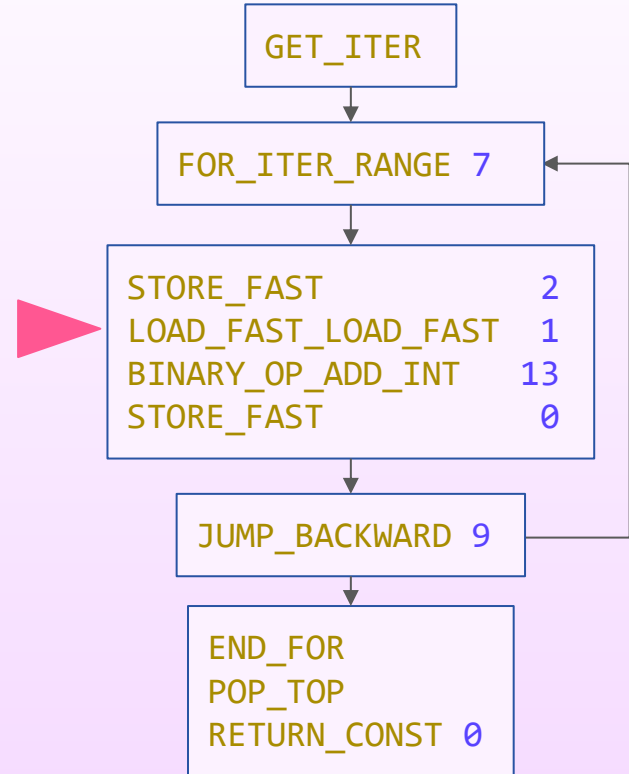 GET_ITER
FOR_ITER_RANGE 7
STORE_FAST 2
LOAD_FAST_LOAD_FAST 1
BINARY_OP_ADD_INT 13
STORE_FAST 0
JUMP_BACKWARD 9
END_FOR
POP_TOP
RETURN_CONST 0